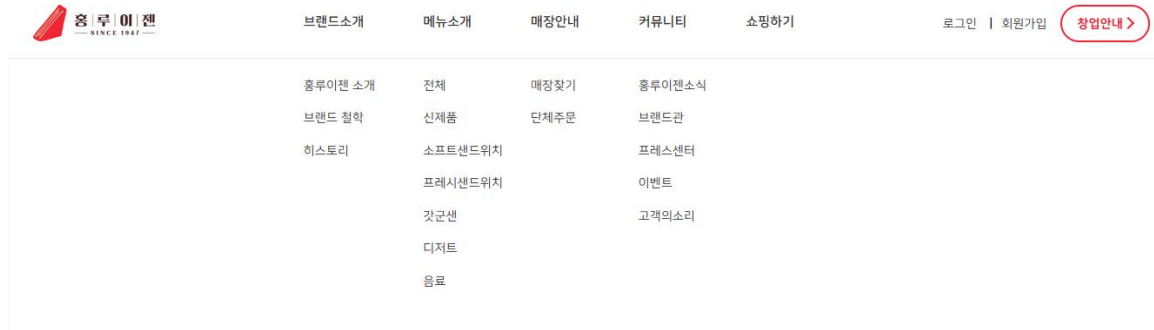 홍루이젠
SINCE 1947
브랜드소개 메뉴소개 매장안내 커뮤니티 쇼핑하기 로그인 | 회원가입 창업안내 >
홍루이젠 소개 전체 매장찾기 홍루이젠소식
브랜드 철학 신제품 단체주문 브랜드관
히스토리 소프트샌드위치 프레스센터
프레시샌드위치 이벤트
갓군샌 고객의소리
디저트
음료